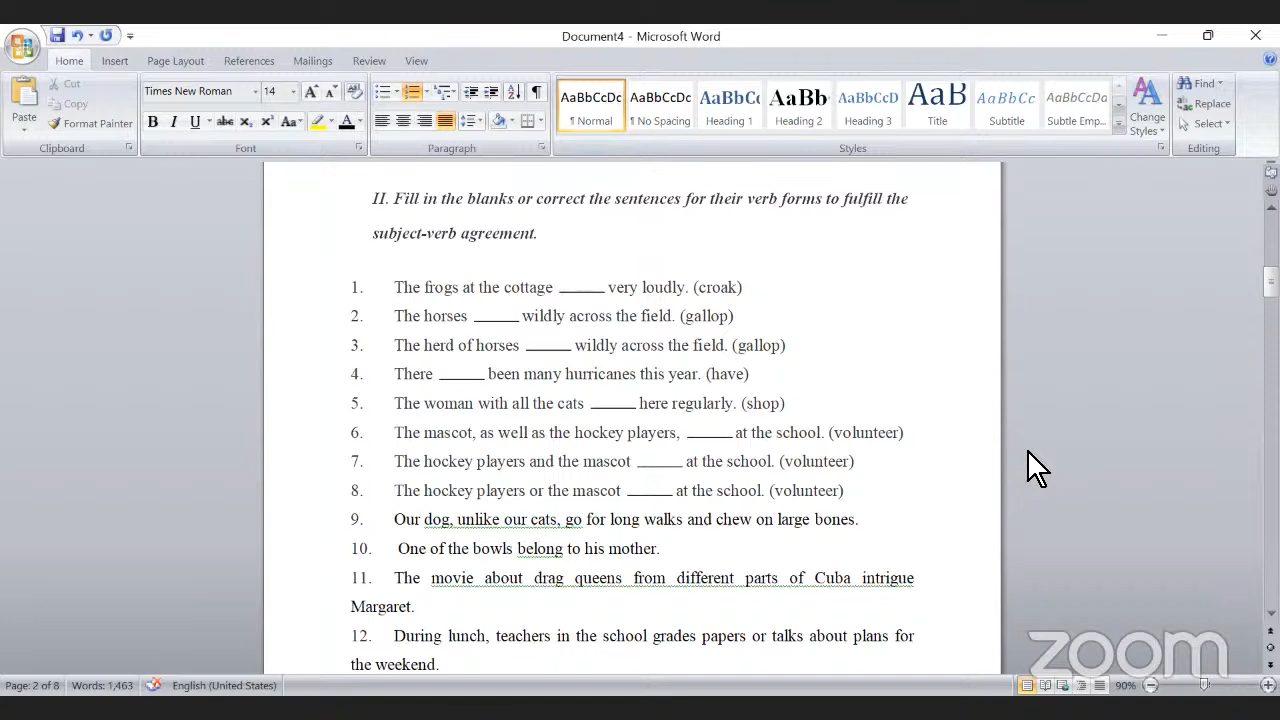 Document4 - Microsoft Word
Home Insert Page Layout References Mailings Review View
Paste
Cut
Copy
Format Painter
Clipboard
Times New Roman 14
Font
Paragraph
AaBbCcDc AaBbCcDc AaBbC AaBbC AaBbCcD AaB AaBbCc AaBbCcDa
¶ Normal ¶ No Spacing Heading 1 Heading 2 Heading 3 Title Subtitle Subtle Emp...
Styles
Change Styles
Find
Replace
Select
Editing
II. Fill in the blanks or correct the sentences for their verb forms to fulfill the
subject-verb agreement.
1. The frogs at the cottage _____ very loudly. (croak)
2. The horses _____ wildly across the field. (gallop)
3. The herd of horses _____ wildly across the field. (gallop)
4. There _____ been many hurricanes this year. (have)
5. The woman with all the cats _____ here regularly. (shop)
6. The mascot, as well as the hockey players, _____ at the school. (volunteer)
7. The hockey players and the mascot _____ at the school. (volunteer)
8. The hockey players or the mascot _____ at the school. (volunteer)
9. Our dog, unlike our cats, go for long walks and chew on large bones.
10. One of the bowls belong to his mother.
11. The movie about drag queens from different parts of Cuba intrigue
Margaret.
12. During lunch, teachers in the school grades papers or talks about plans for
the weekend.
zoom
Page: 2 of 8 Words: 1,463 English (United States) 90%